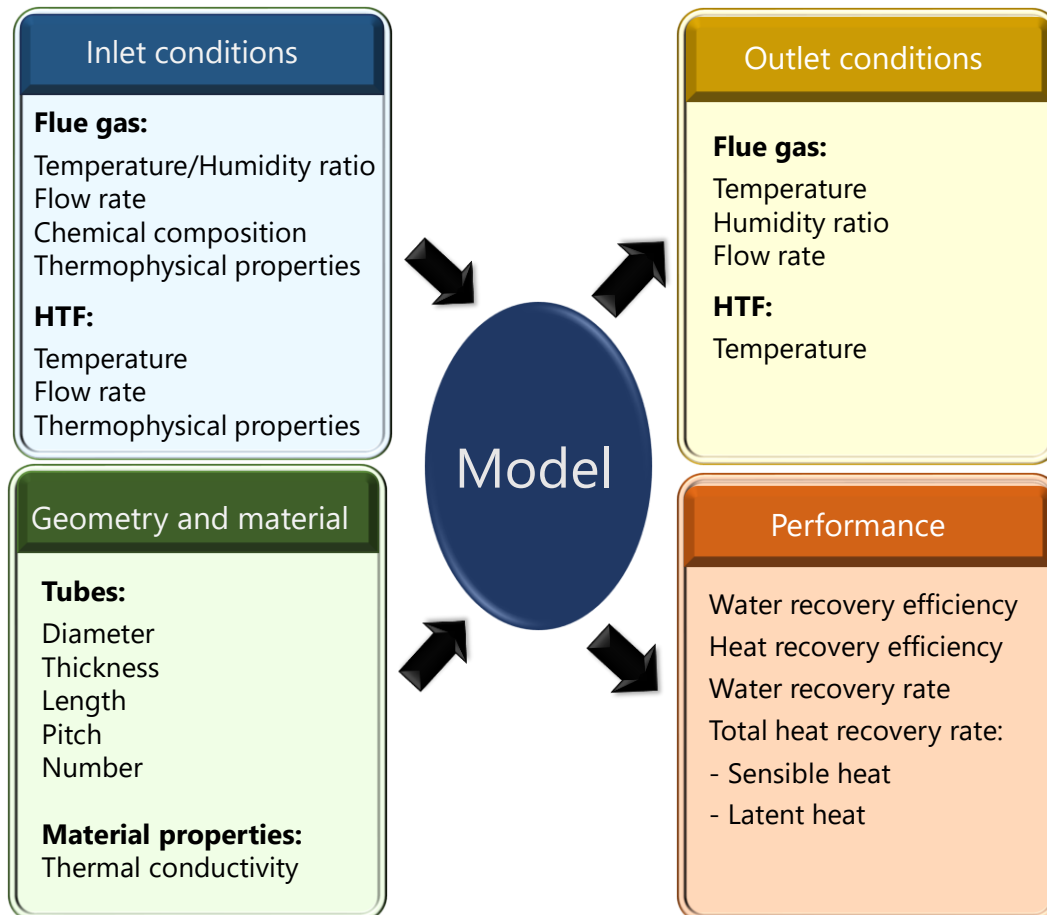 Inlet conditions
Flue gas:
Temperature/Humidity ratio
Flow rate
Chemical composition
Thermophysical properties
HTF:
Temperature
Flow rate
Thermophysical properties
Geometry and material
Tubes:
Diameter
Thickness
Length
Pitch
Number
Material properties:
Thermal conductivity
Model
Outlet conditions
Flue gas:
Temperature
Humidity ratio
Flow rate
HTF:
Temperature
Performance
Water recovery efficiency
Heat recovery efficiency
Water recovery rate
Total heat recovery rate:
- Sensible heat
- Latent heat